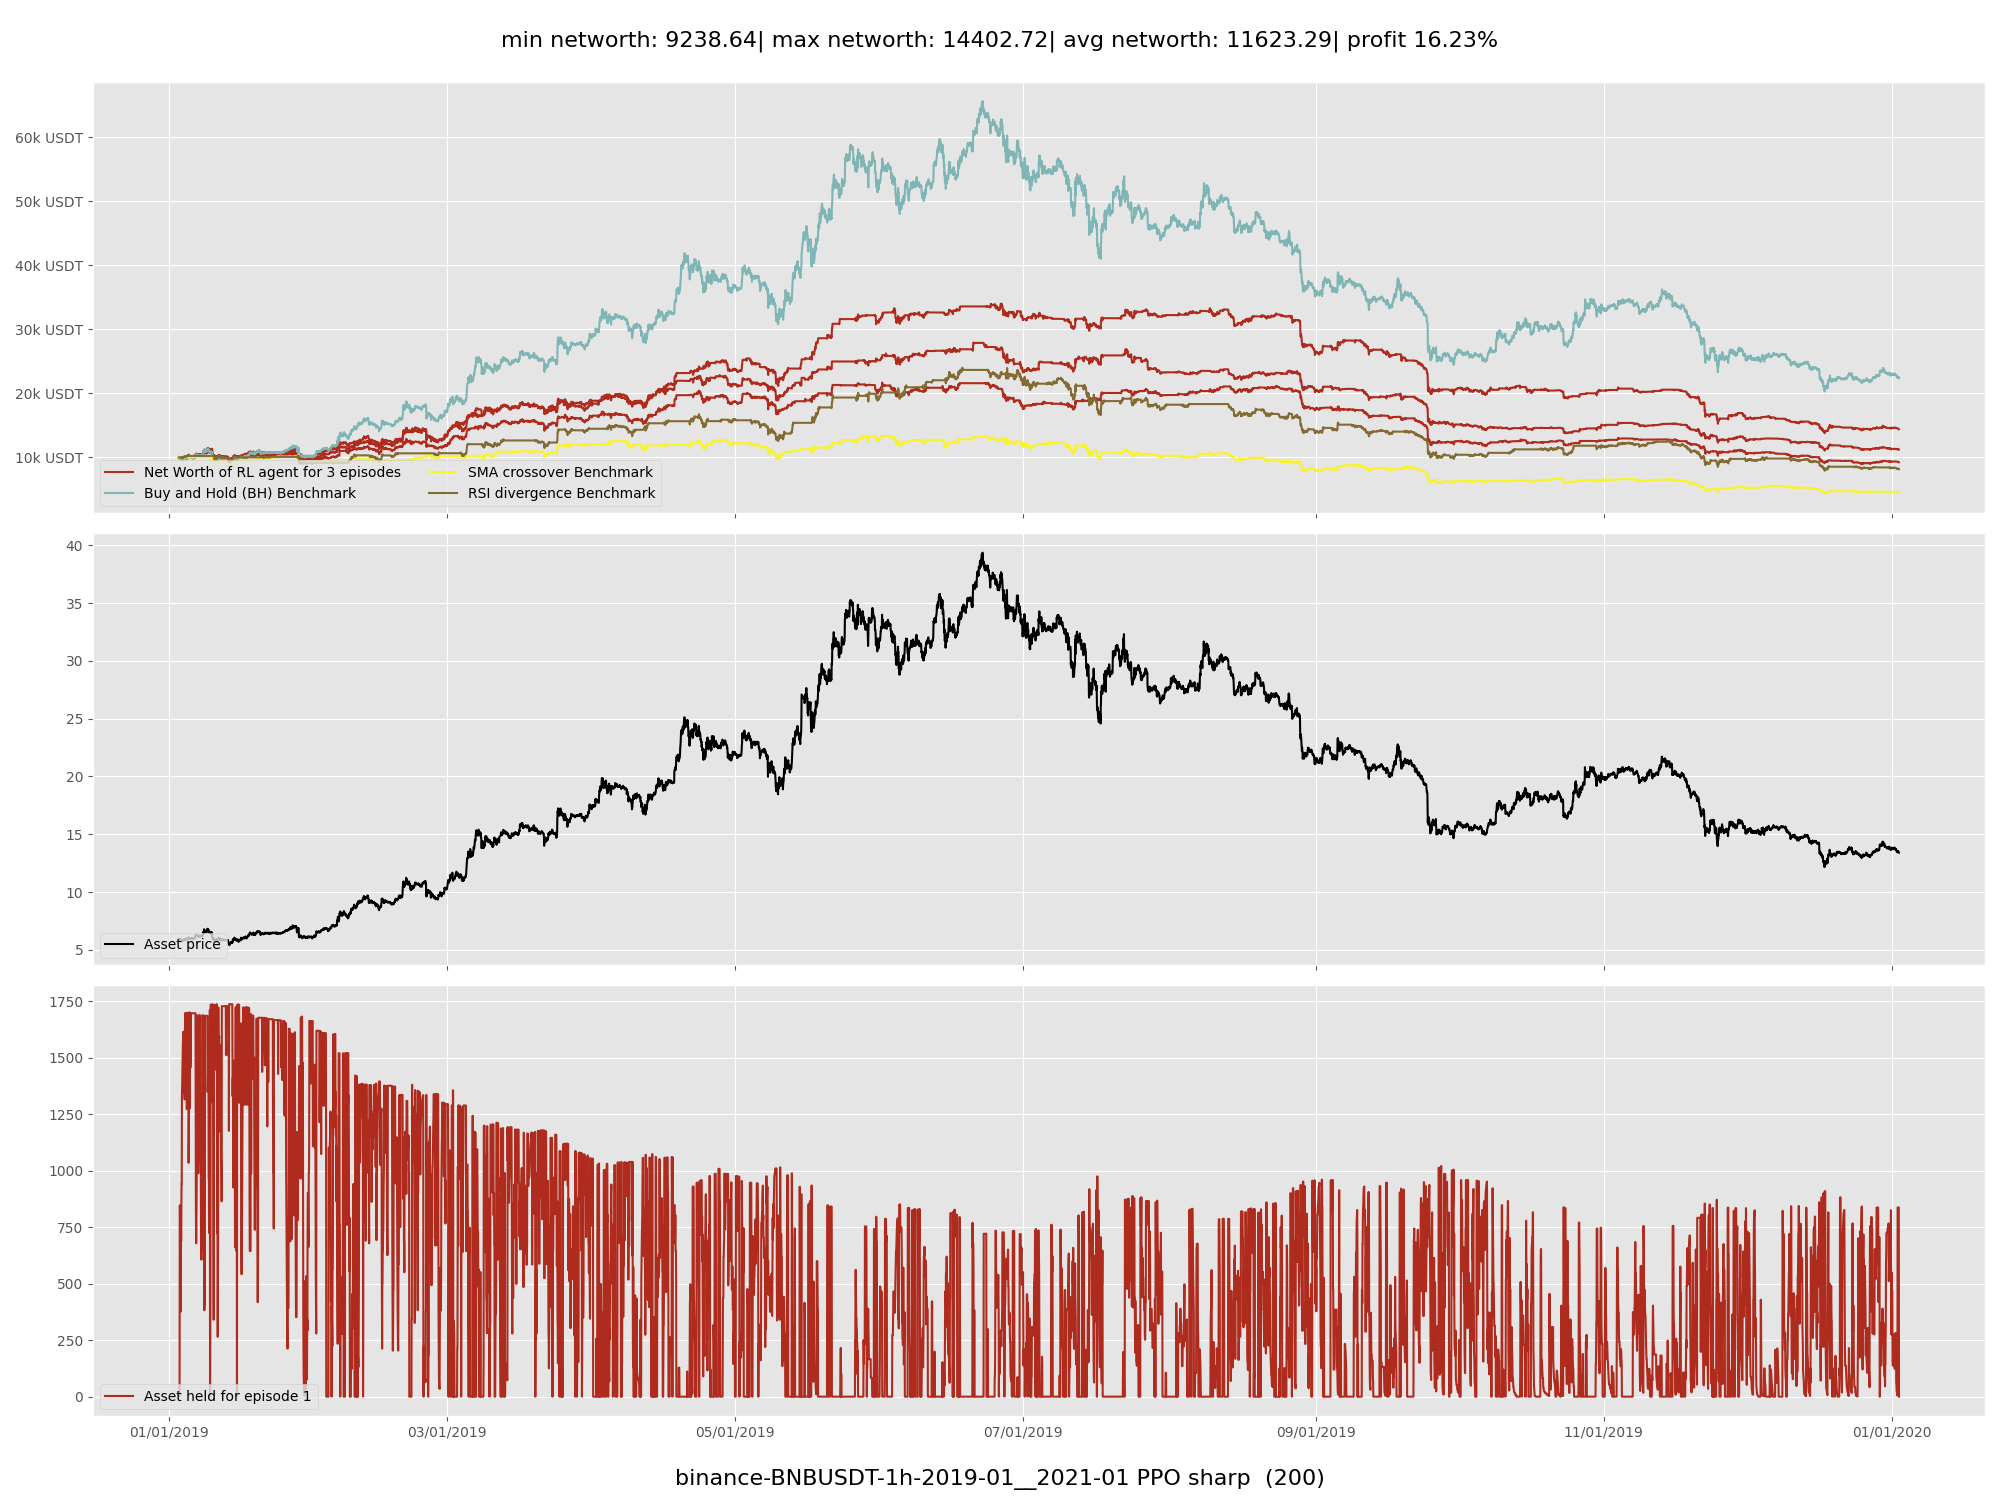 min networth: 9238.64| max networth: 14402.72| avg networth: 11623.29| profit 16.23%
60k USDT
50k USDT
40k USDT
30k USDT
20k USDT
10k USDT
Net Worth of RL agent for 3 episodes
Buy and Hold (BH) Benchmark
SMA crossover Benchmark
RSI divergence Benchmark
40
35
30
25
20
15
10
5
Asset price
1750
1500
1250
1000
750
500
250
0
Asset held for episode 1
01/01/2019
03/01/2019
05/01/2019
07/01/2019
09/01/2019
11/01/2019
01/01/2020
binance-BNBUSDT-1h-2019-01__2021-01 PPO sharp  (200)